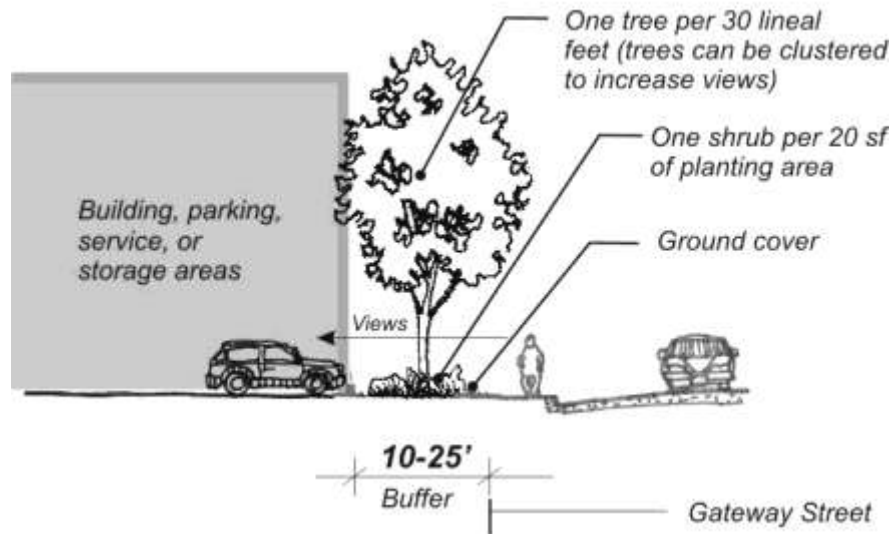 One tree per 30 lineal
feet (trees can be clustered
to increase views)
One shrub per 20 sf
of planting area
Building, parking,
service, or
storage areas
Ground cover
Views
10-25'
Buffer
Gateway Street